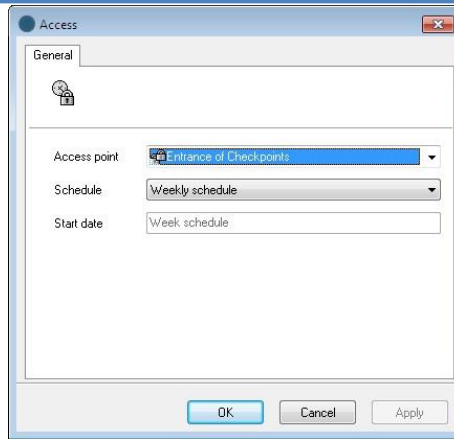 Access
General
Access point Entrance of Checkpoints
Schedule Weekly schedule
Start date Week schedule
OK Cancel Apply